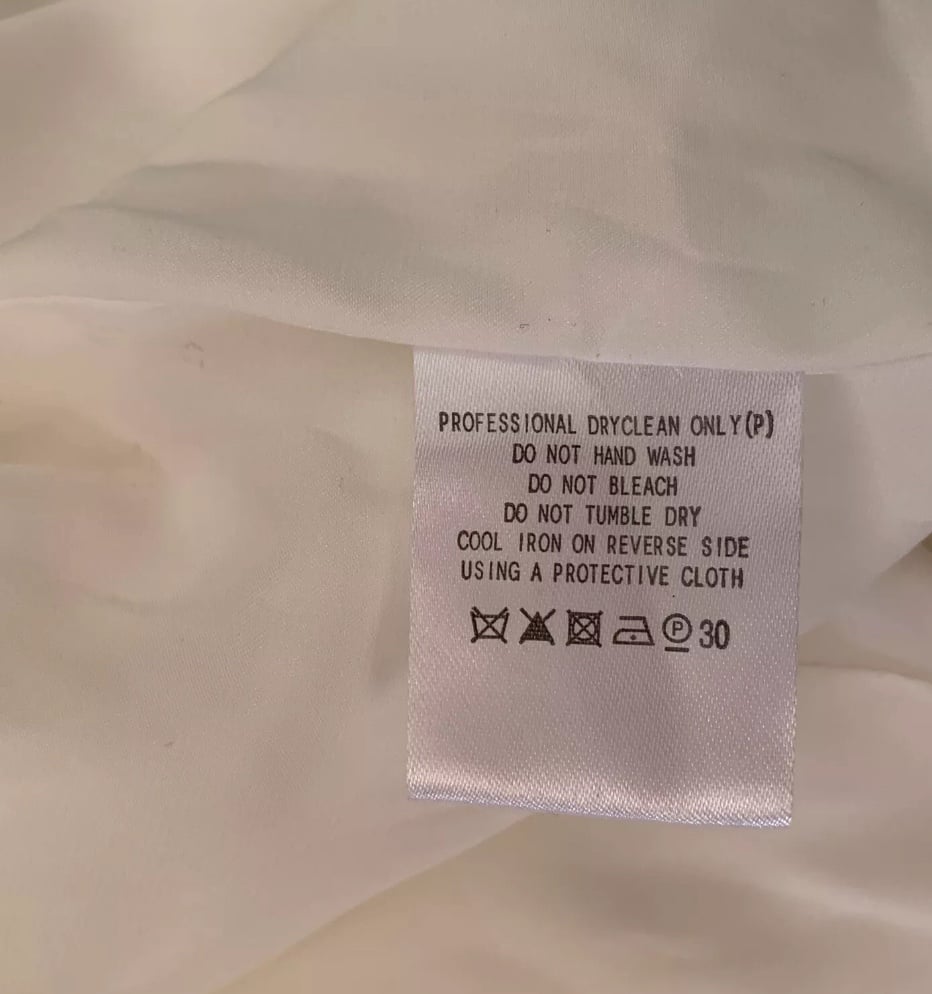 PROFESSIONAL DRYCLEAN ONLY(P)
DO NOT HAND WASH
DO NOT BLEACH
DO NOT TUMBLE DRY
COOL IRON ON REVERSE SIDE
USING A PROTECTIVE CLOTH
P 30